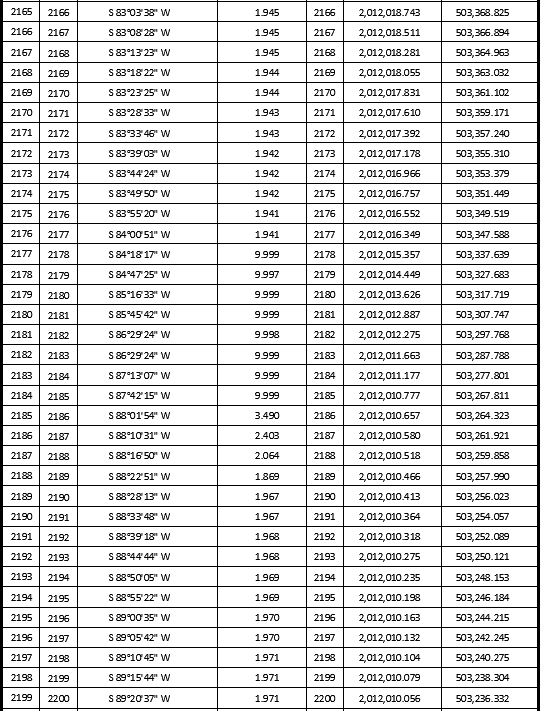 2165 2166 S 83°03'38" W 1.945 2166 2,012,018.743 503,368.825
2166 2167 S 83°08'28" W 1.945 2167 2,012,018.511 503,366.894
2167 2168 S 83°13'23" W 1.945 2168 2,012,018.281 503,364.963
2168 2169 S 83°18'22" W 1.944 2169 2,012,018.055 503,363.032
2169 2170 S 83°23'25" W 1.944 2170 2,012,017.831 503,361.102
2170 2171 S 83°28'33" W 1.943 2171 2,012,017.610 503,359.171
2171 2172 S 83°33'46" W 1.943 2172 2,012,017.392 503,357.240
2172 2173 S 83°39'03" W 1.942 2173 2,012,017.178 503,355.310
2173 2174 S 83°44'24" W 1.942 2174 2,012,016.966 503,353.379
2174 2175 S 83°49'50" W 1.942 2175 2,012,016.757 503,351.449
2175 2176 S 83°55'20" W 1.941 2176 2,012,016.552 503,349.519
2176 2177 S 84°00'51" W 1.941 2177 2,012,016.349 503,347.588
2177 2178 S 84°18'17" W 9.999 2178 2,012,015.357 503,337.639
2178 2179 S 84°47'25" W 9.997 2179 2,012,014.449 503,327.683
2179 2180 S 85°16'33" W 9.999 2180 2,012,013.626 503,317.719
2180 2181 S 85°45'42" W 9.999 2181 2,012,012.887 503,307.747
2181 2182 S 86°29'24" W 9.998 2182 2,012,012.275 503,297.768
2182 2183 S 86°29'24" W 9.999 2183 2,012,011.663 503,287.788
2183 2184 S 87°13'07" W 9.999 2184 2,012,011.177 503,277.801
2184 2185 S 87°42'15" W 9.999 2185 2,012,010.777 503,267.811
2185 2186 S 88°01'54" W 3.490 2186 2,012,010.657 503,264.323
2186 2187 S 88°10'31" W 2.403 2187 2,012,010.580 503,261.921
2187 2188 S 88°16'50" W 2.064 2188 2,012,010.518 503,259.858
2188 2189 S 88°22'51" W 1.869 2189 2,012,010.466 503,257.990
2189 2190 S 88°28'13" W 1.967 2190 2,012,010.413 503,256.023
2190 2191 S 88°33'48" W 1.967 2191 2,012,010.364 503,254.057
2191 2192 S 88°39'18" W 1.968 2192 2,012,010.318 503,252.089
2192 2193 S 88°44'44" W 1.968 2193 2,012,010.275 503,250.121
2193 2194 S 88°50'05" W 1.969 2194 2,012,010.235 503,248.153
2194 2195 S 88°55'22" W 1.969 2195 2,012,010.198 503,246.184
2195 2196 S 89°00'35" W 1.970 2196 2,012,010.163 503,244.215
2196 2197 S 89°05'42" W 1.970 2197 2,012,010.132 503,242.245
2197 2198 S 89°10'45" W 1.971 2198 2,012,010.104 503,240.275
2198 2199 S 89°15'44" W 1.971 2199 2,012,010.079 503,238.304
2199 2200 S 89°20'37" W 1.971 2200 2,012,010.056 503,236.332